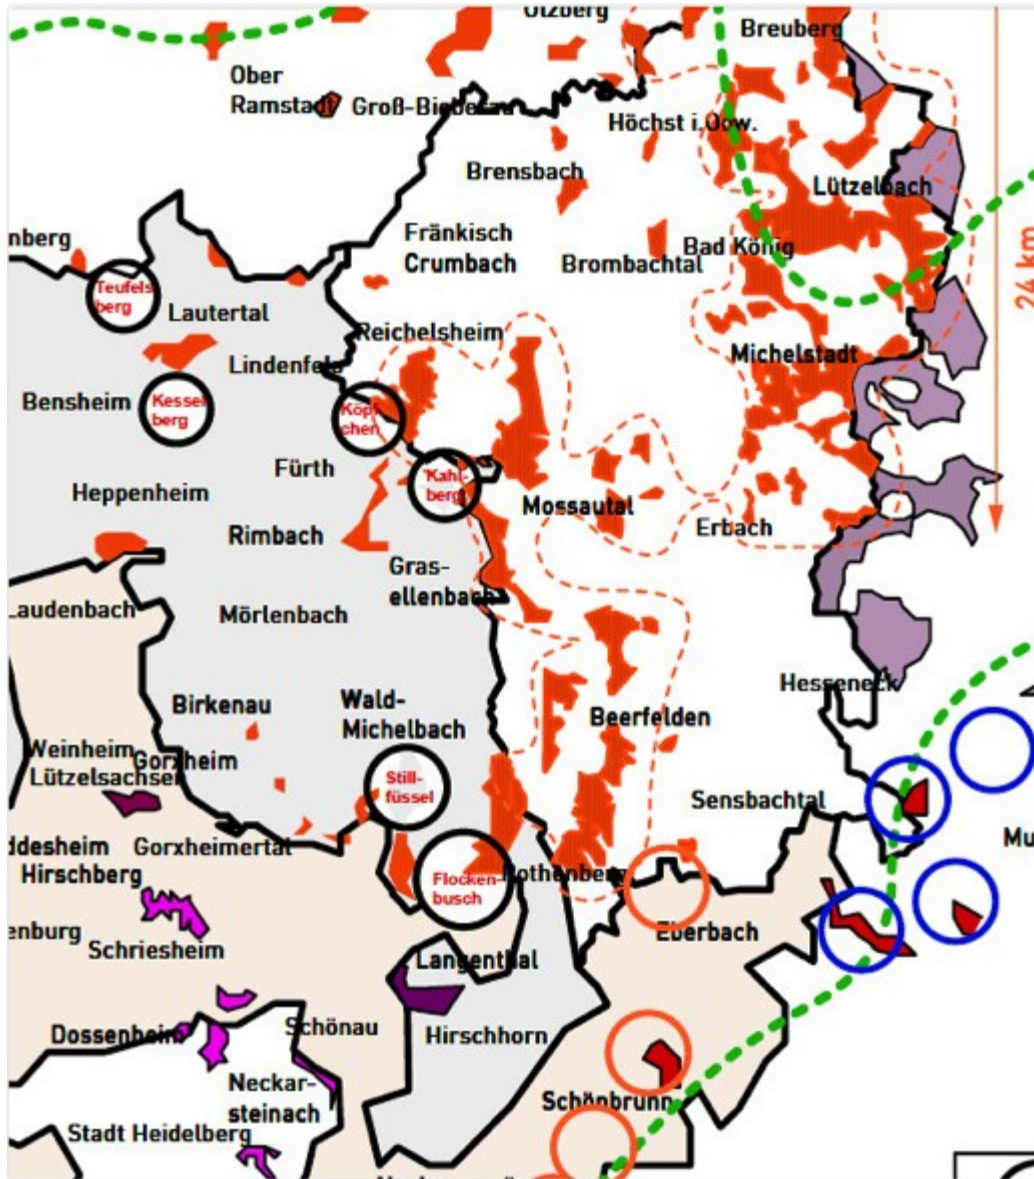 Otzberg
Breuberg
Ober
Ramstadt
Groß-Bieberau
Höchst i.Odw.
Brensbach
Lützelbach
nberg
Fränkisch
Crumbach
Brombachtal
Bad König
24 km
Teufels
berg
Lautertal
Reichelsheim
Michelstadt
Lindenfels
Bensheim
Kessel
berg
Köpf
chen
Fürth
Kahl-
berg
Heppenheim
Mossautal
Erbach
Rimbach
Gras-
ellenbach
Laudenbach
Mörlenbach
Hesseneck
Birkenau
Wald-
Michelbach
Beerfelden
Weinheim
Lützelsachsen
Gorxheim
Still-
füssel
Sensbachtal
Mu
ddesheim
Gorxheimertal
Hirschberg
Flocken-
busch
Rothenberg
enburg
Schriesheim
Eberbach
Langenthal
Dossenheim
Schönau
Hirschhorn
Neckar-
steinach
Schönbrunn
Stadt Heidelberg